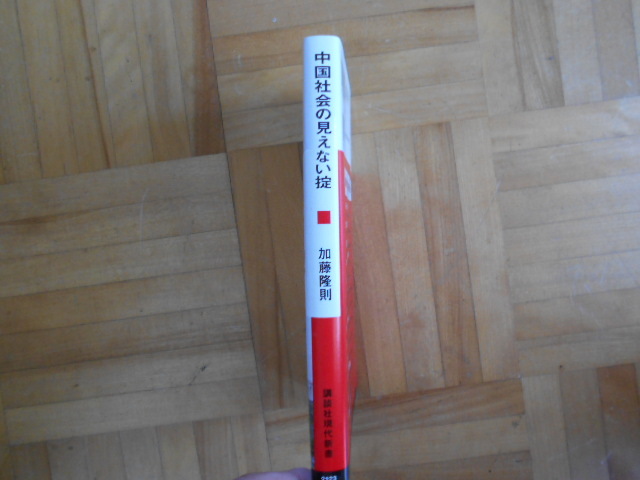 中国社会の見えない掟
加藤隆則
講談社現代新書